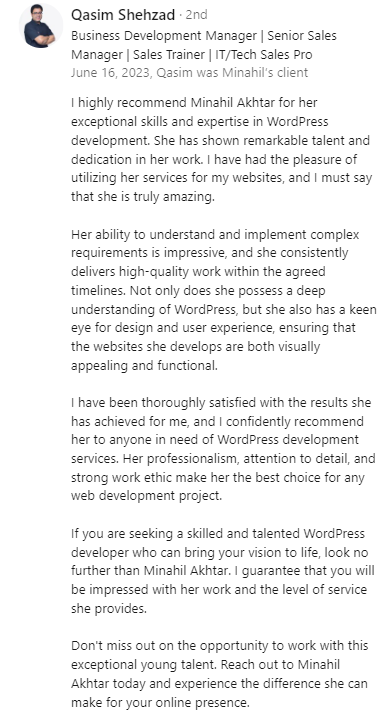 Qasim Shehzad · 2nd
Business Development Manager | Senior Sales
Manager | Sales Trainer | IT/Tech Sales Pro
June 16, 2023, Qasim was Minahil's client
I highly recommend Minahil Akhtar for her
exceptional skills and expertise in WordPress
development. She has shown remarkable talent and
dedication in her work. I have had the pleasure of
utilizing her services for my websites, and I must say
that she is truly amazing.
Her ability to understand and implement complex
requirements is impressive, and she consistently
delivers high-quality work within the agreed
timelines. Not only does she possess a deep
understanding of WordPress, but she also has a keen
eye for design and user experience, ensuring that
the websites she develops are both visually
appealing and functional.
I have been thoroughly satisfied with the results she
has achieved for me, and I confidently recommend
her to anyone in need of WordPress development
services. Her professionalism, attention to detail, and
strong work ethic make her the best choice for any
web development project.
If you are seeking a skilled and talented WordPress
developer who can bring your vision to life, look no
further than Minahil Akhtar. I guarantee that you will
be impressed with her work and the level of service
she provides.
Don't miss out on the opportunity to work with this
exceptional young talent. Reach out to Minahil
Akhtar today and experience the difference she can
make for your online presence.